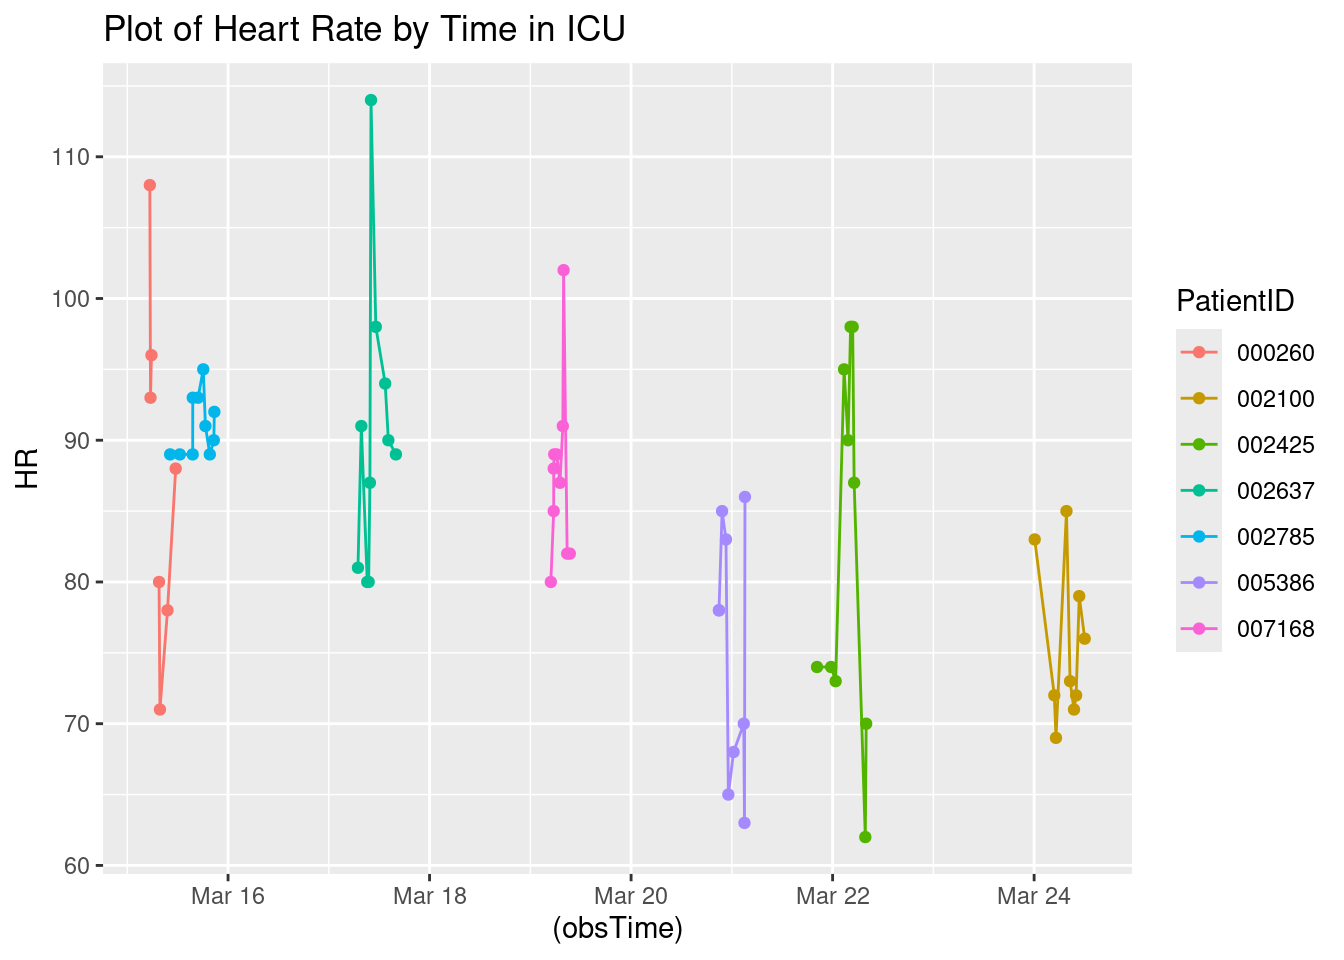 Plot of Heart Rate by Time in ICU
HR
110
100
90
80
70
60
Mar 16
Mar 18
Mar 20
Mar 22
Mar 24
(obsTime)
PatientID
000260
002100
002425
002637
002785
005386
007168